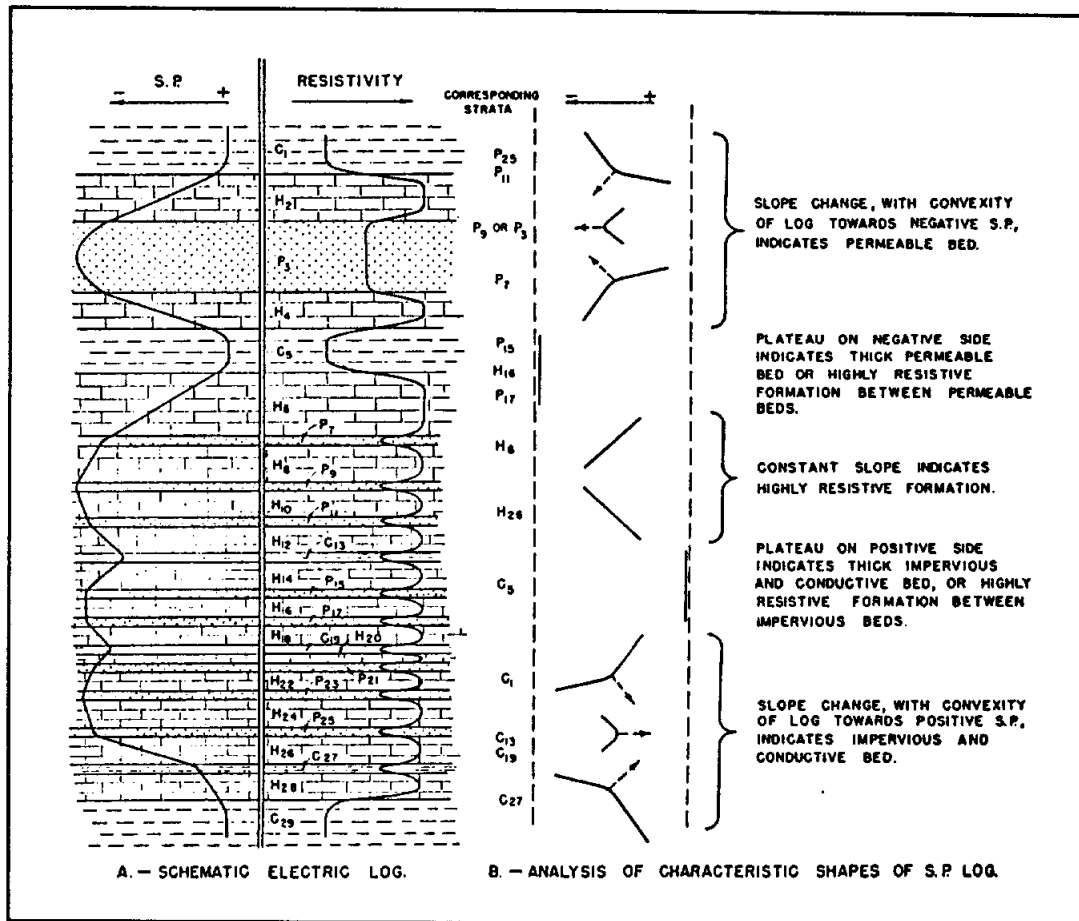 S.P. RESISTIVITY
- + CORRESPONDING - +
STRATA
C₁
H₂
P₃
H₄
C₅
H₆
P₇
H₈
P₉
H₁₀
P₁₁
H₁₂
C₁₃
H₁₄
P₁₅
H₁₆
P₁₇
H₁₈ C₁₉ H₂₀
P₂₁
H₂₂ P₂₃
H₂₄ P₂₅
H₂₆
C₂₇
H₂₈
C₂₉
P₂₅
P₁₁
P₉ OR P₃
P₇
SLOPE CHANGE, WITH CONVEXITY
OF LOG TOWARDS NEGATIVE S.P.,
INDICATES PERMEABLE BED.
P₁₅
H₁₆
P₁₇
PLATEAU ON NEGATIVE SIDE
INDICATES THICK PERMEABLE
BED OR HIGHLY RESISTIVE
FORMATION BETWEEN PERMEABLE
BEDS.
H₆
H₂₆
CONSTANT SLOPE INDICATES
HIGHLY RESISTIVE FORMATION.
C₅
PLATEAU ON POSITIVE SIDE
INDICATES THICK IMPERVIOUS
AND CONDUCTIVE BED, OR HIGHLY
RESISTIVE FORMATION BETWEEN
IMPERVIOUS BEDS.
C₁
C₁₃
C₁₉
C₂₇
SLOPE CHANGE, WITH CONVEXITY
OF LOG TOWARDS POSITIVE S.P.,
INDICATES IMPERVIOUS AND
CONDUCTIVE BED.
A. — SCHEMATIC ELECTRIC LOG.
B. — ANALYSIS OF CHARACTERISTIC SHAPES OF S.P. LOG.